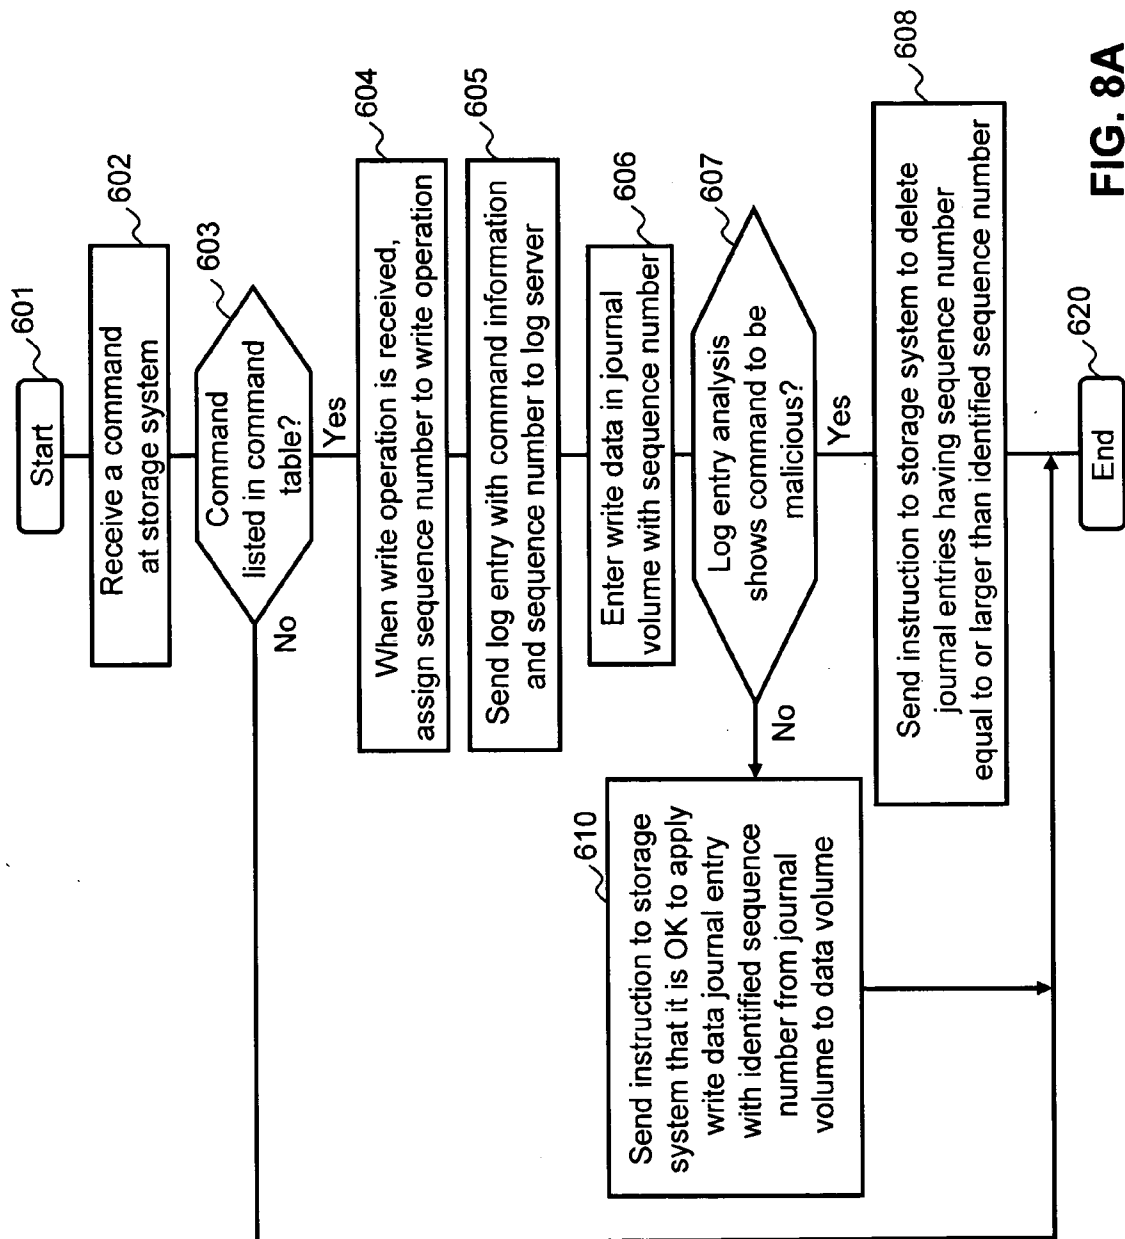 Start
601
Receive a command
at storage system
602
Command
listed in command
table?
603
Yes
No
When write operation is received,
assign sequence number to write operation
604
Send log entry with command information
and sequence number to log server
605
Enter write data in journal
volume with sequence number
606
Log entry analysis
shows command to be
malicious?
607
Yes
No
Send instruction to storage system to delete
journal entries having sequence number
equal to or larger than identified sequence number
608
Send instruction to storage
system that it is OK to apply
write data journal entry
with identified sequence
number from journal
volume to data volume
610
End
620
FIG. 8A